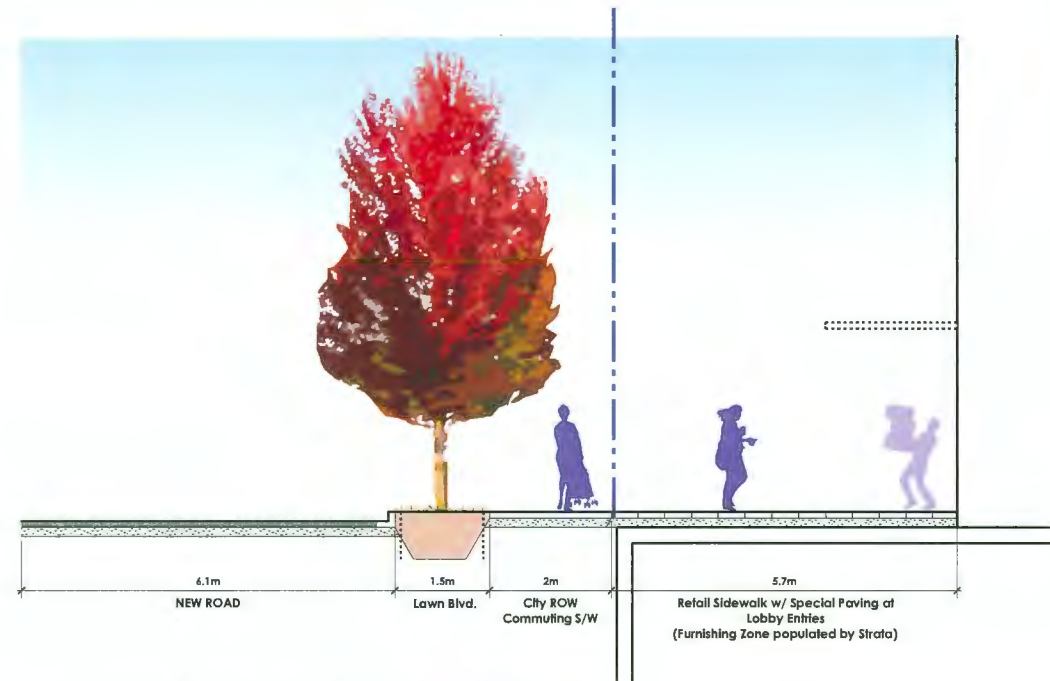 6.1m
NEW ROAD
1.5m
Lawn Blvd.
2m
City ROW
Commuting S/W
5.7m
Retail Sidewalk w/ Special Paving at
Lobby Entries
(Furnishing Zone populated by Strata)